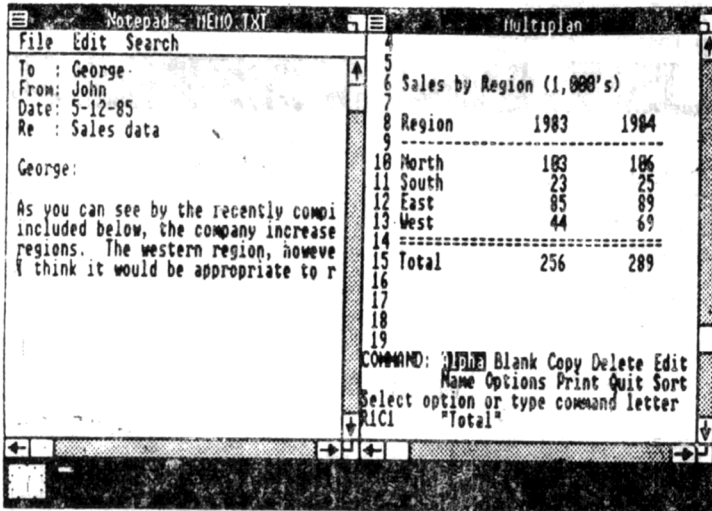 Notepad - MEMO.TXT
File Edit Search
To : George
From: John
Date: 5-12-85
Re : Sales data
George:
As you can see by the recently compi
included below, the company increase
regions. The western region, howeve
I think it would be appropriate to r
Multiplan
4
5
6 Sales by Region (1,000's)
7
8 Region 1983 1984
9 ------------------------------
10 North 103 106
11 South 23 25
12 East 85 89
13 West 44 69
14 ==============================
15 Total 256 289
16
17
18
19
COMMAND: Alpha Blank Copy Delete Edit
Name Options Print Quit Sort
Select option or type command letter
R1C1 "Total"